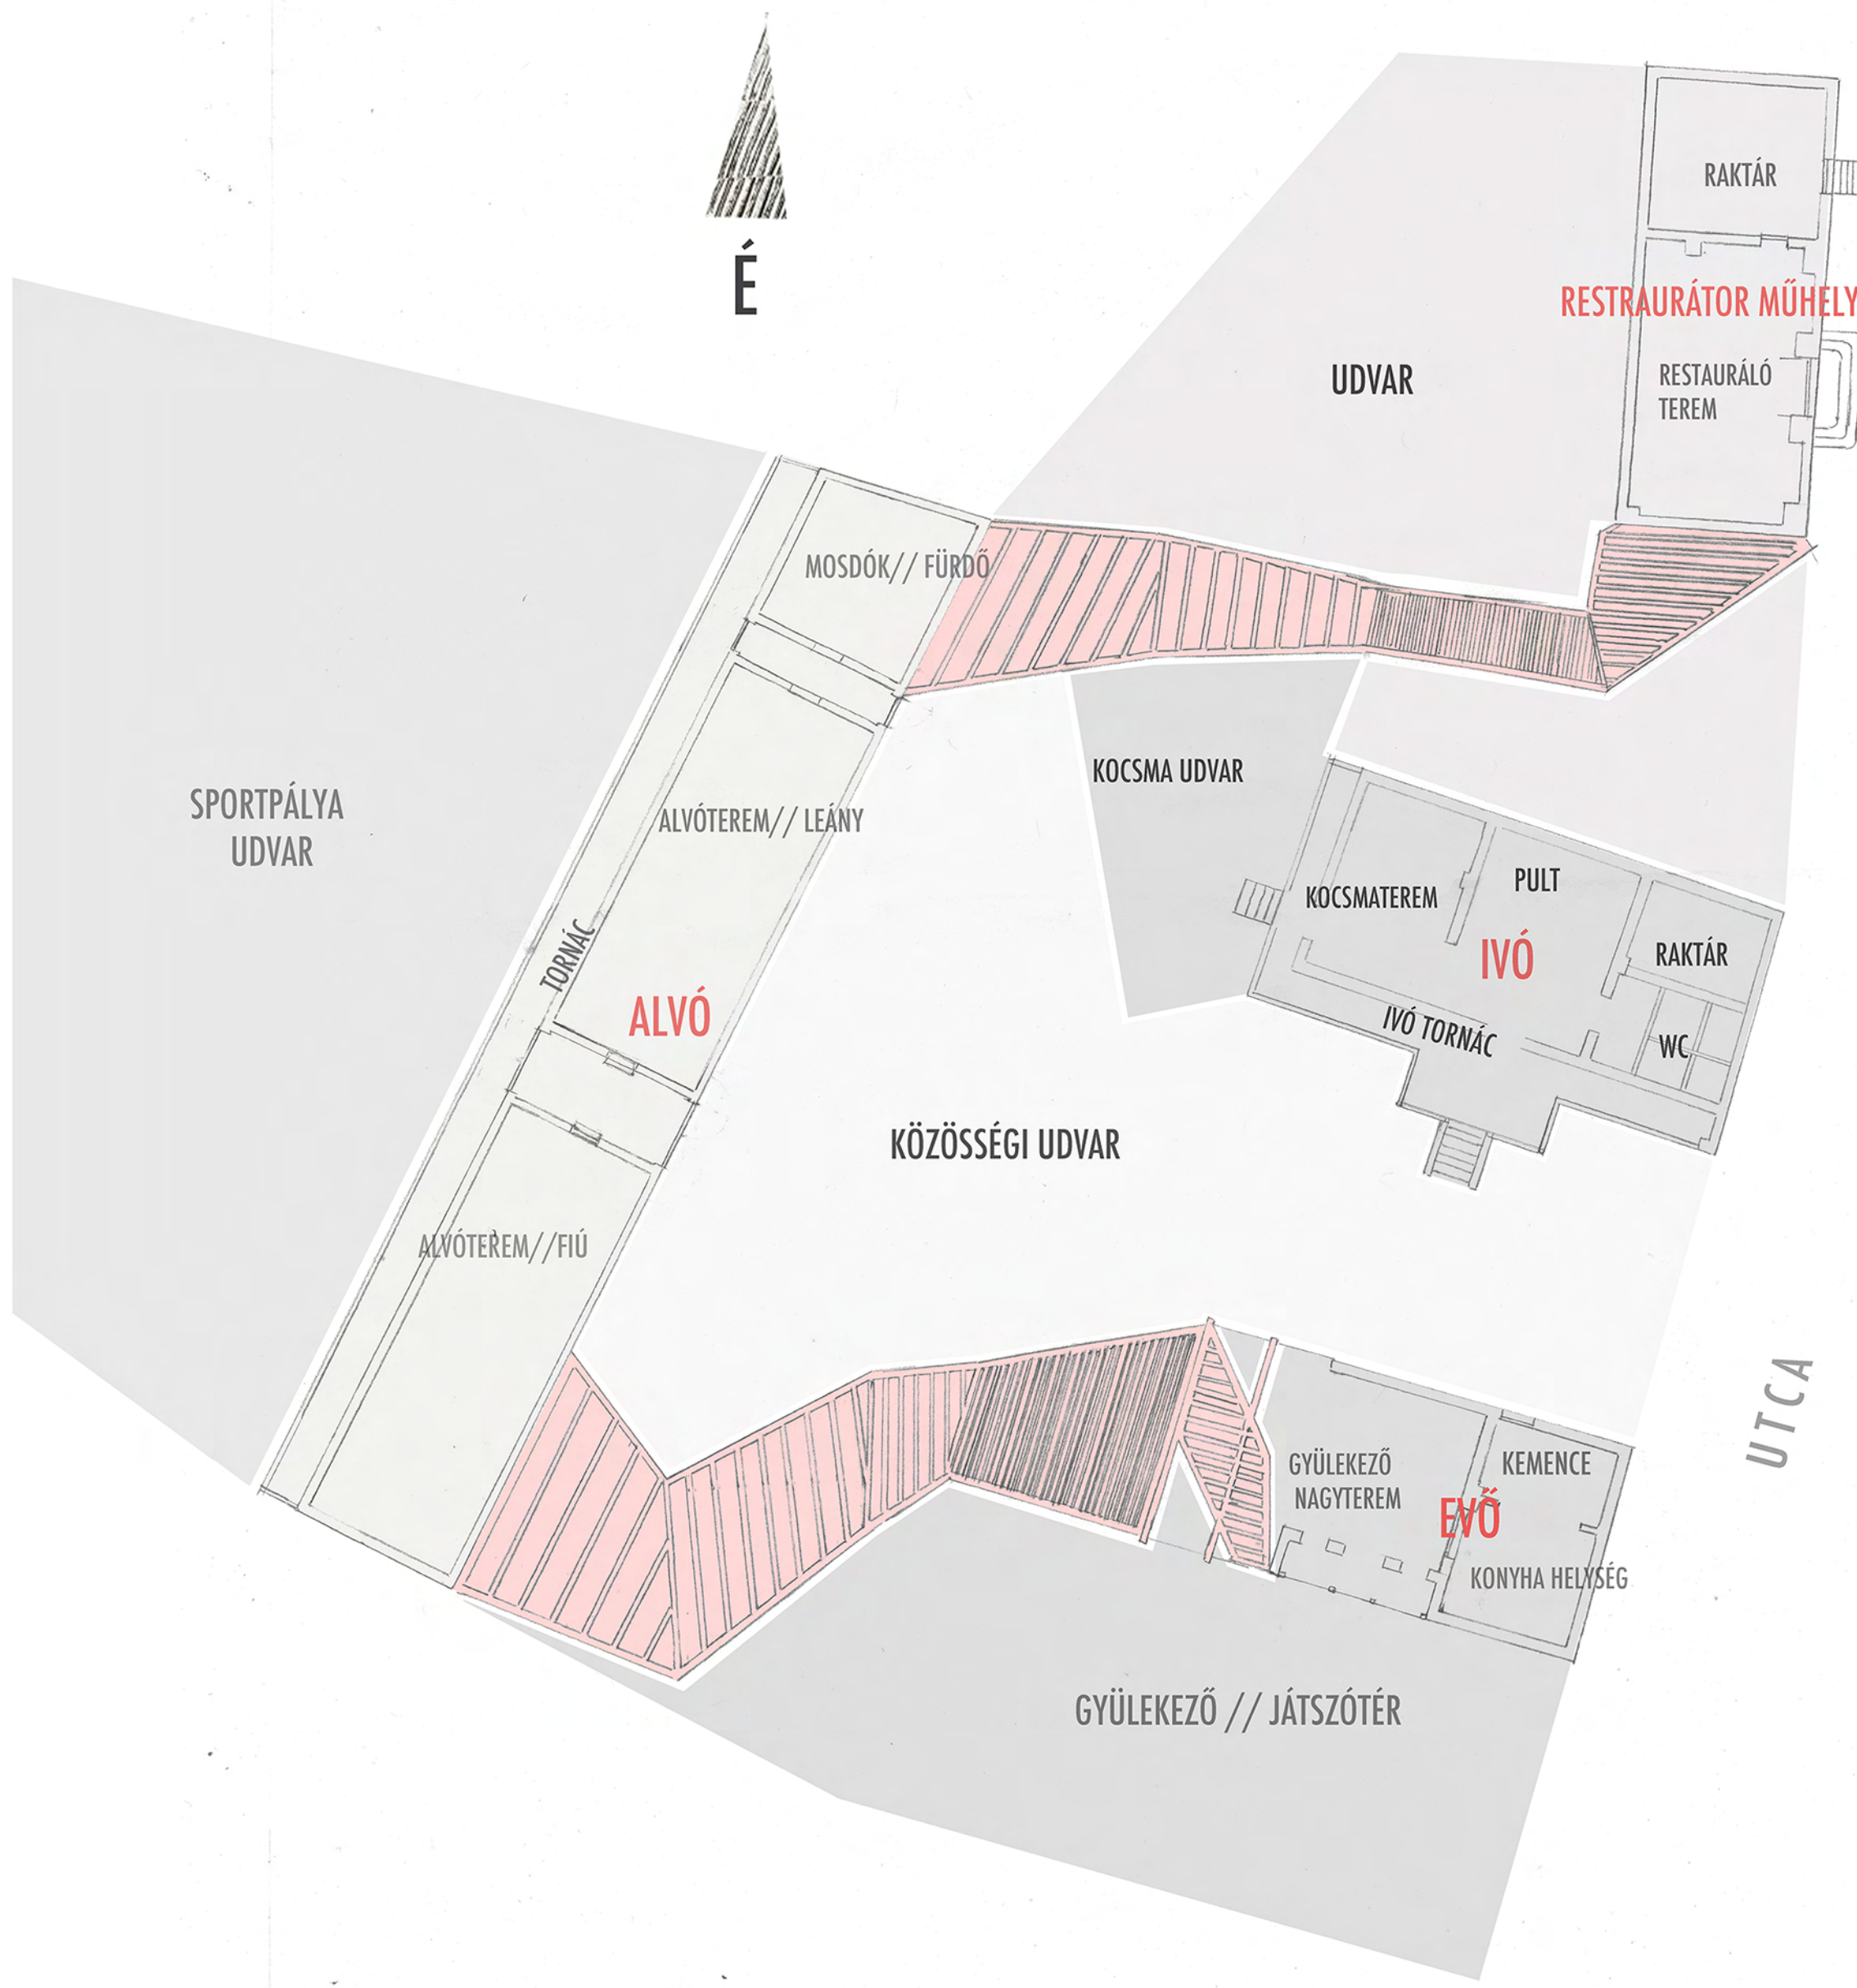 É
RAKTÁR
RESTRAURÁTOR MŰHELY
UDVAR
RESTAURÁLÓ
TEREM
MOSDÓK// FÜRDŐ
SPORTPÁLYA
UDVAR
ALVÓTEREM// LEÁNY
KOCSMA UDVAR
KOCSMATEREM
PULT
IVÓ
RAKTÁR
TORNÁC
ALVÓ
IVÓ TORNÁC
WC
KÖZÖSSÉGI UDVAR
ALVÓTEREM//FIÚ
UTCA
GYÜLEKEZŐ
NAGYTEREM
KEMENCE
EVŐ
KONYHA HELYSÉG
GYÜLEKEZŐ // JÁTSZÓTÉR